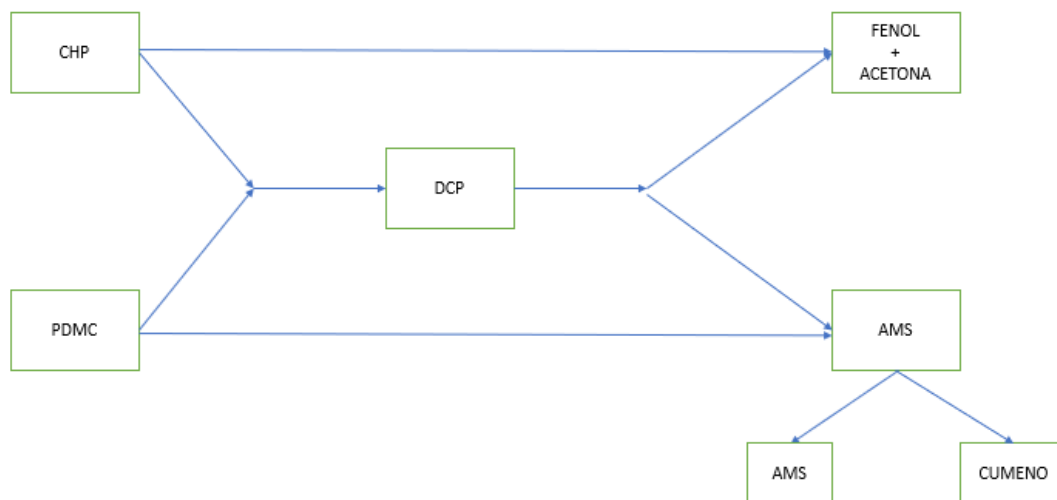 CHP
FENOL
+
ACETONA
DCP
PDMC
AMS
AMS
CUMENO